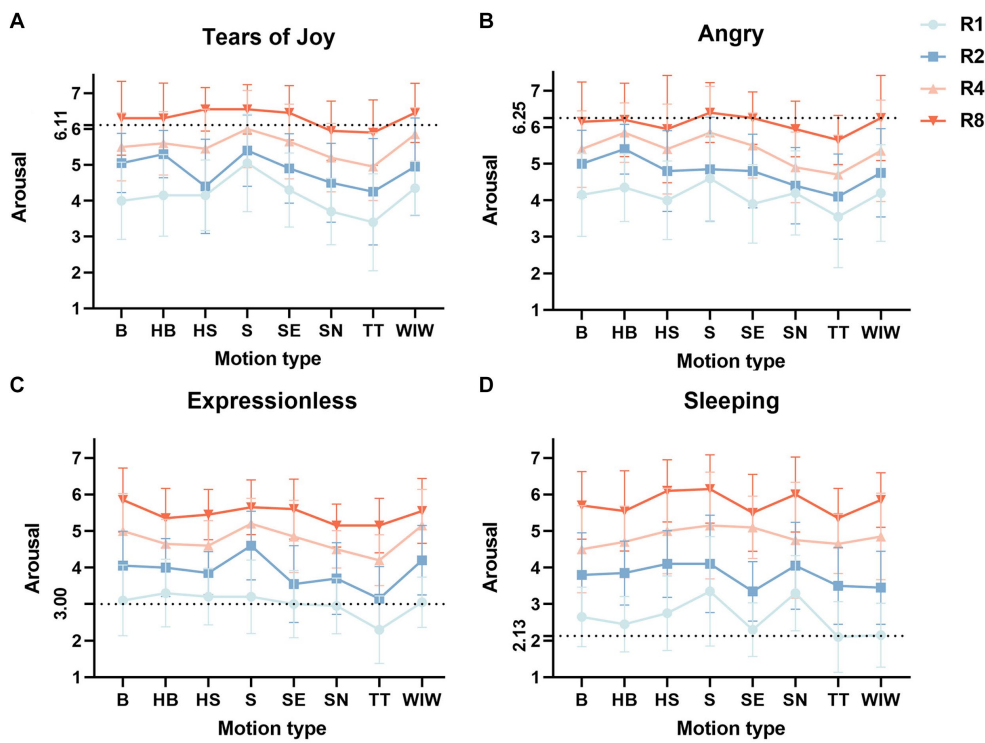 A
Tears of Joy
Arousal
7
6.11
6
5
4
3
2
1
B HB HS S SE SN TT WIW
Motion type
B
Angry
Arousal
7
6.25
6
5
4
3
2
1
B HB HS S SE SN TT WIW
Motion type
R1
R2
R4
R8
C
Expressionless
Arousal
7
6
5
4
3.00
2
1
B HB HS S SE SN TT WIW
Motion type
D
Sleeping
Arousal
7
6
5
4
3
2.13
2
1
B HB HS S SE SN TT WIW
Motion type